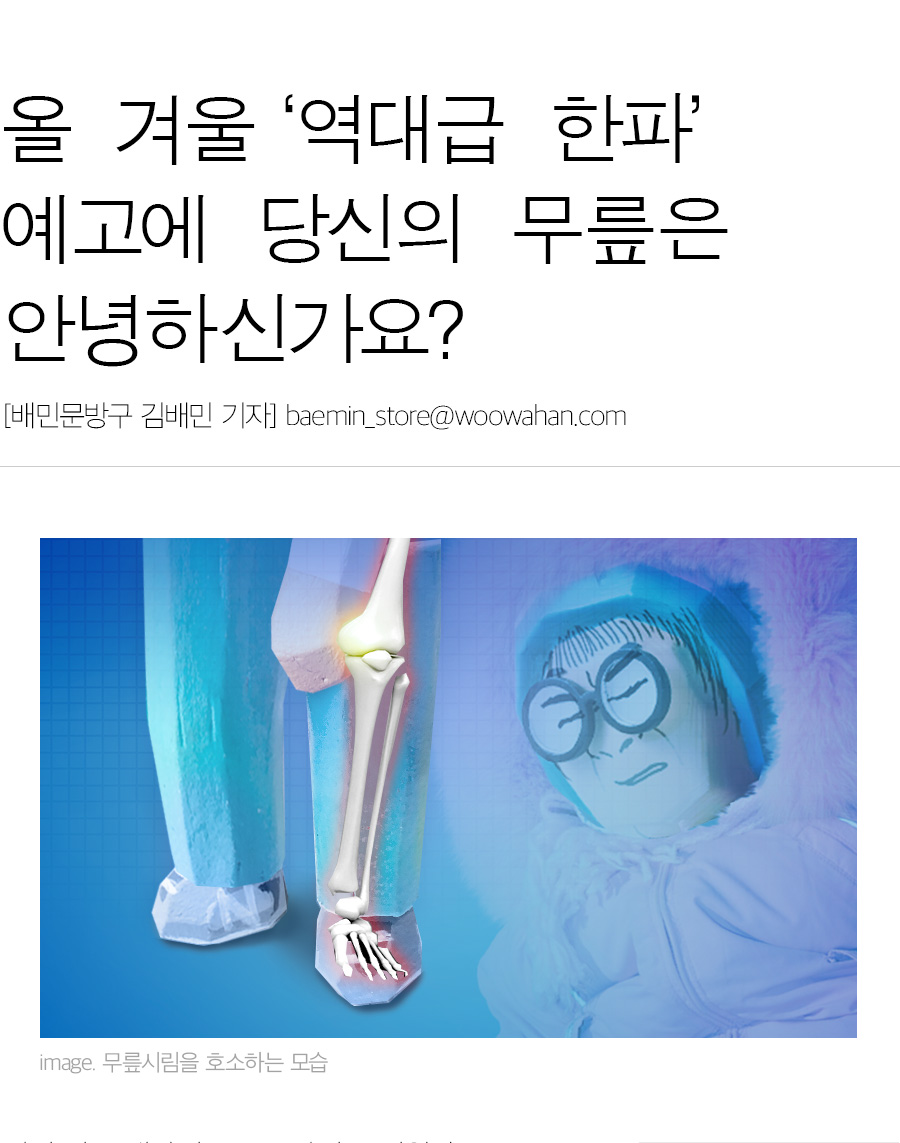 올 겨울 ‘역대급 한파’
예고에 당신의 무릎은
안녕하신가요?
[배민문방구 김배민 기자] baemin_store@woowahan.com
image. 무릎시림을 호소하는 모습